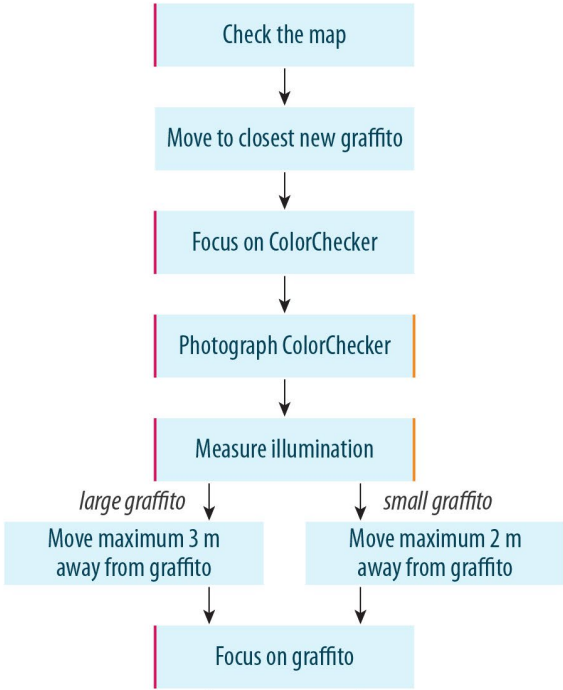 Check the map
Move to closest new graffito
Focus on ColorChecker
Photograph ColorChecker
Measure illumination
large graffito
small graffito
Move maximum 3 m
away from graffito
Move maximum 2 m
away from graffito
Focus on graffito